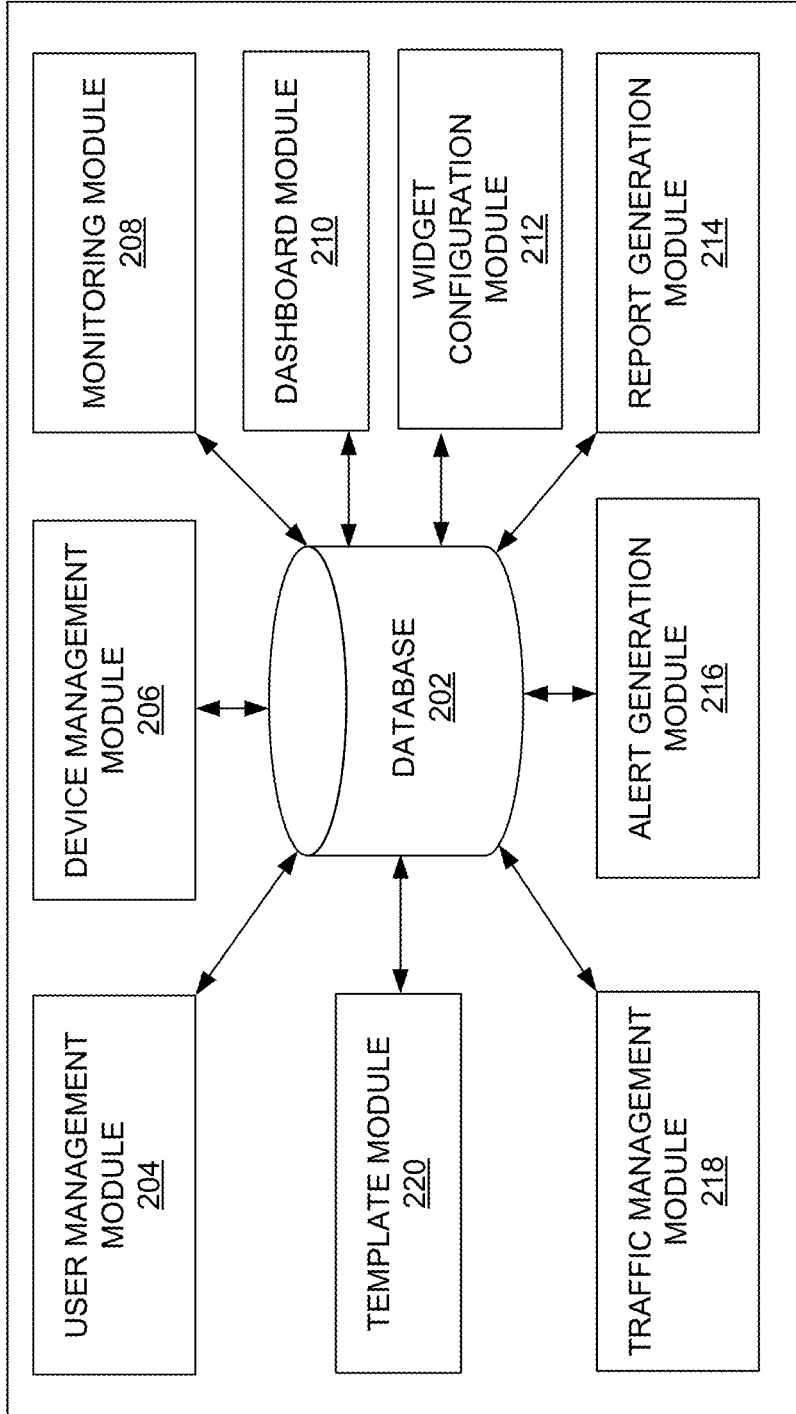 USER MANAGEMENT
MODULE
204
DEVICE MANAGEMENT
MODULE
206
MONITORING MODULE
208
DASHBOARD MODULE
210
WIDGET
CONFIGURATION
MODULE
212
DATABASE
202
TEMPLATE MODULE
220
TRAFFIC MANAGEMENT
MODULE
218
ALERT GENERATION
MODULE
216
REPORT GENERATION
MODULE
214